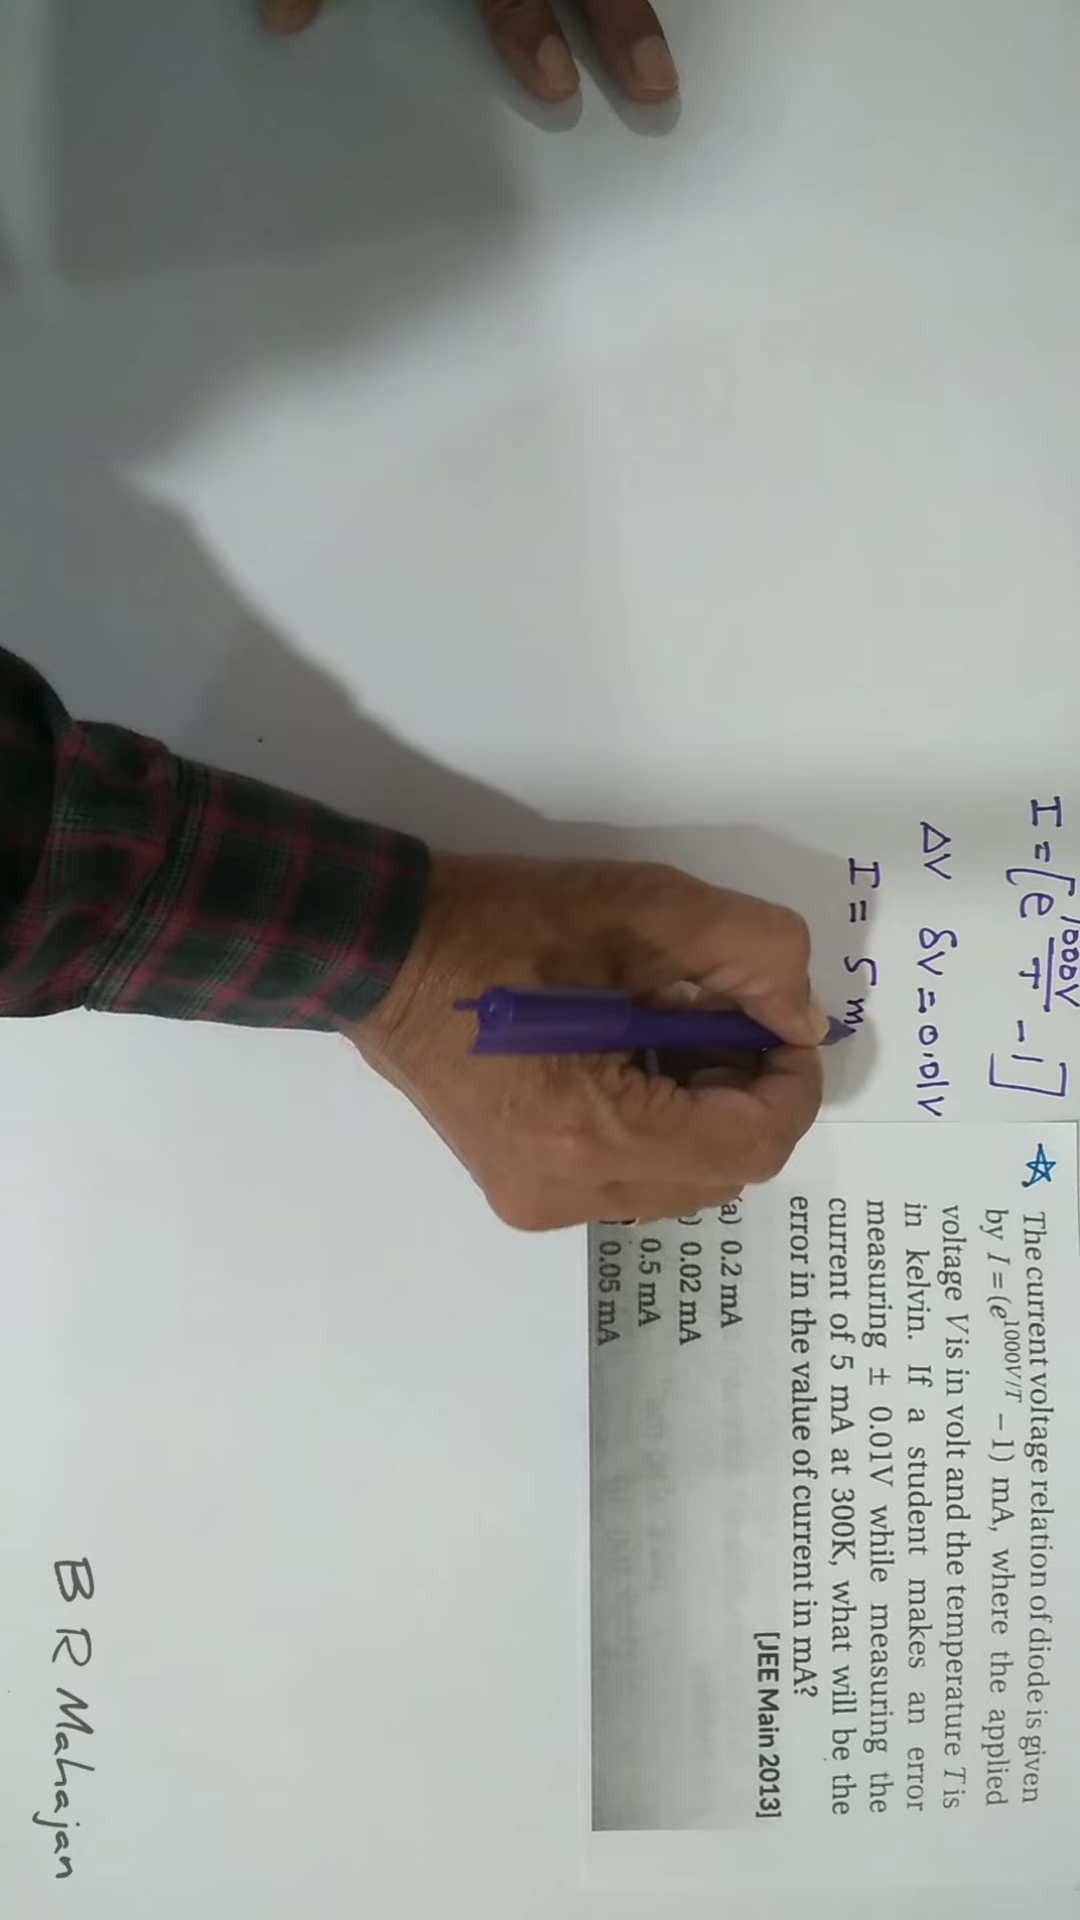 I = [e 1000V/T - 1]
ΔV δV = 0.01V
I = 5 m
☆ The current voltage relation of diode is given
by I = (e^1000V/T − 1) mA, where the applied
voltage V is in volt and the temperature T is
in kelvin. If a student makes an error
measuring ± 0.01V while measuring the
current of 5 mA at 300K, what will be the
error in the value of current in mA?
[JEE Main 2013]
(a) 0.2 mA
) 0.02 mA
0.5 mA
) 0.05 mA
B R Mahajan